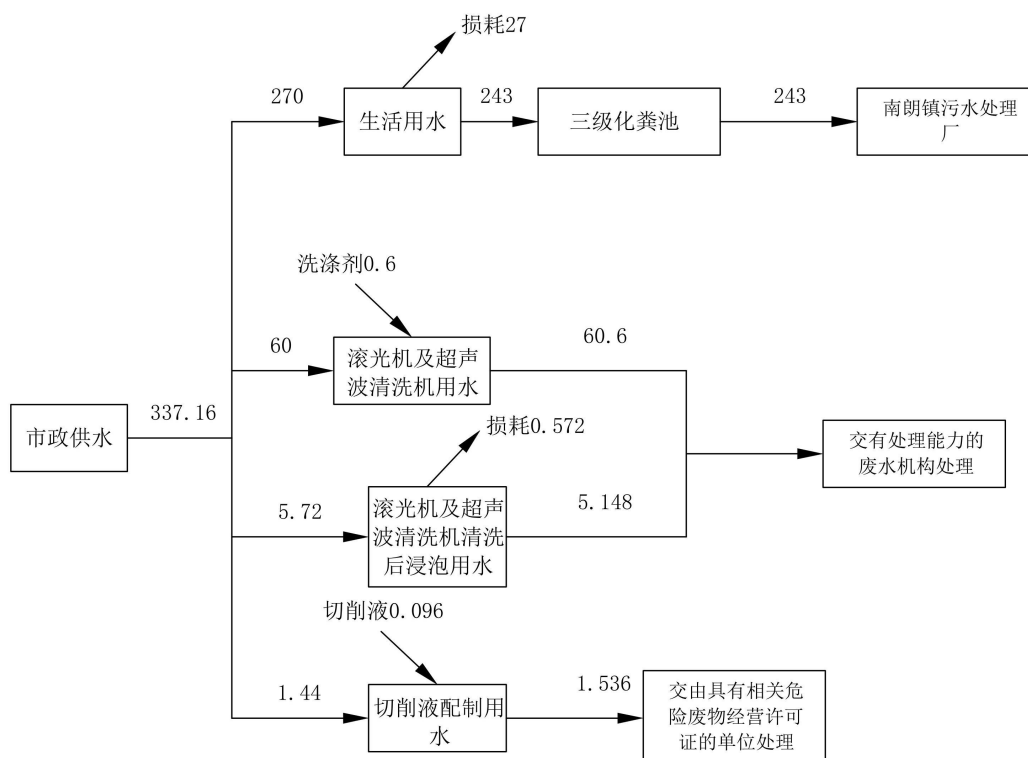 损耗27
270
生活用水
243
三级化粪池
243
南朗镇污水处理
厂
洗涤剂0.6
60
滚光机及超声
波清洗机用水
60.6
市政供水
337.16
损耗0.572
交有处理能力的
废水机构处理
5.72
滚光机及超声
波清洗机清洗
后浸泡用水
5.148
切削液0.096
1.44
切削液配制用
水
1.536
交由具有相关危
险废物经营许可
证的单位处理